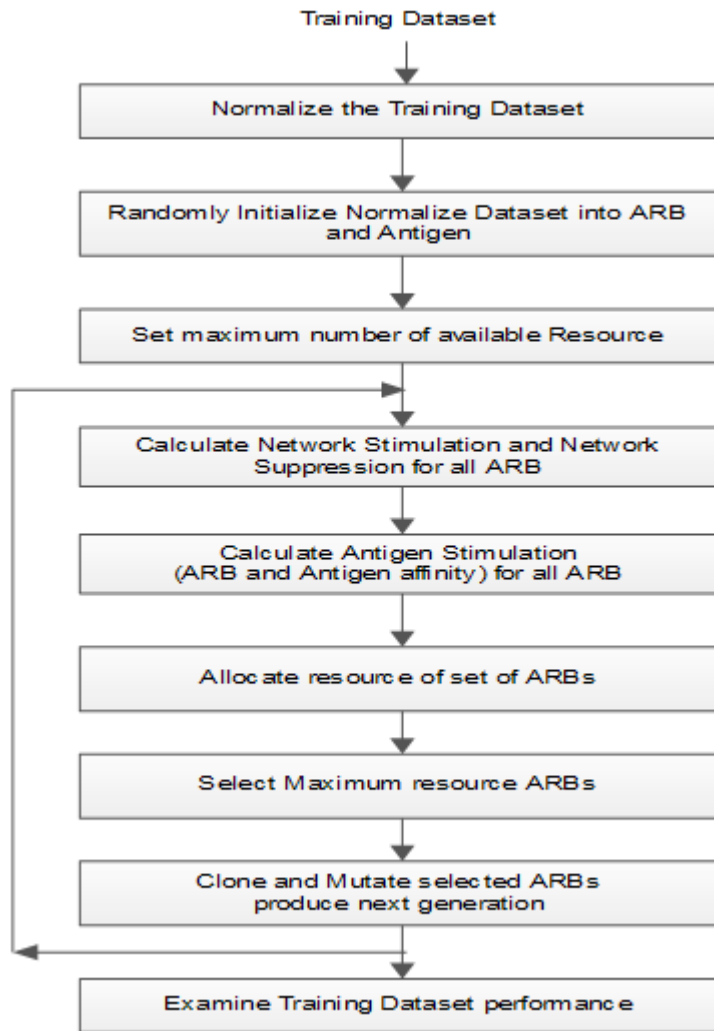 Training Dataset
Normalize the Training Dataset
Randomly Initialize Normalize Dataset into ARB
and Antigen
Set maximum number of available Resource
Calculate Network Stimulation and Network
Suppression for all ARB
Calculate Antigen Stimulation
(ARB and Antigen affinity) for all ARB
Allocate resource of set of ARBs
Select Maximum resource ARBs
Clone and Mutate selected ARBs
produce next generation
Examine Training Dataset performance